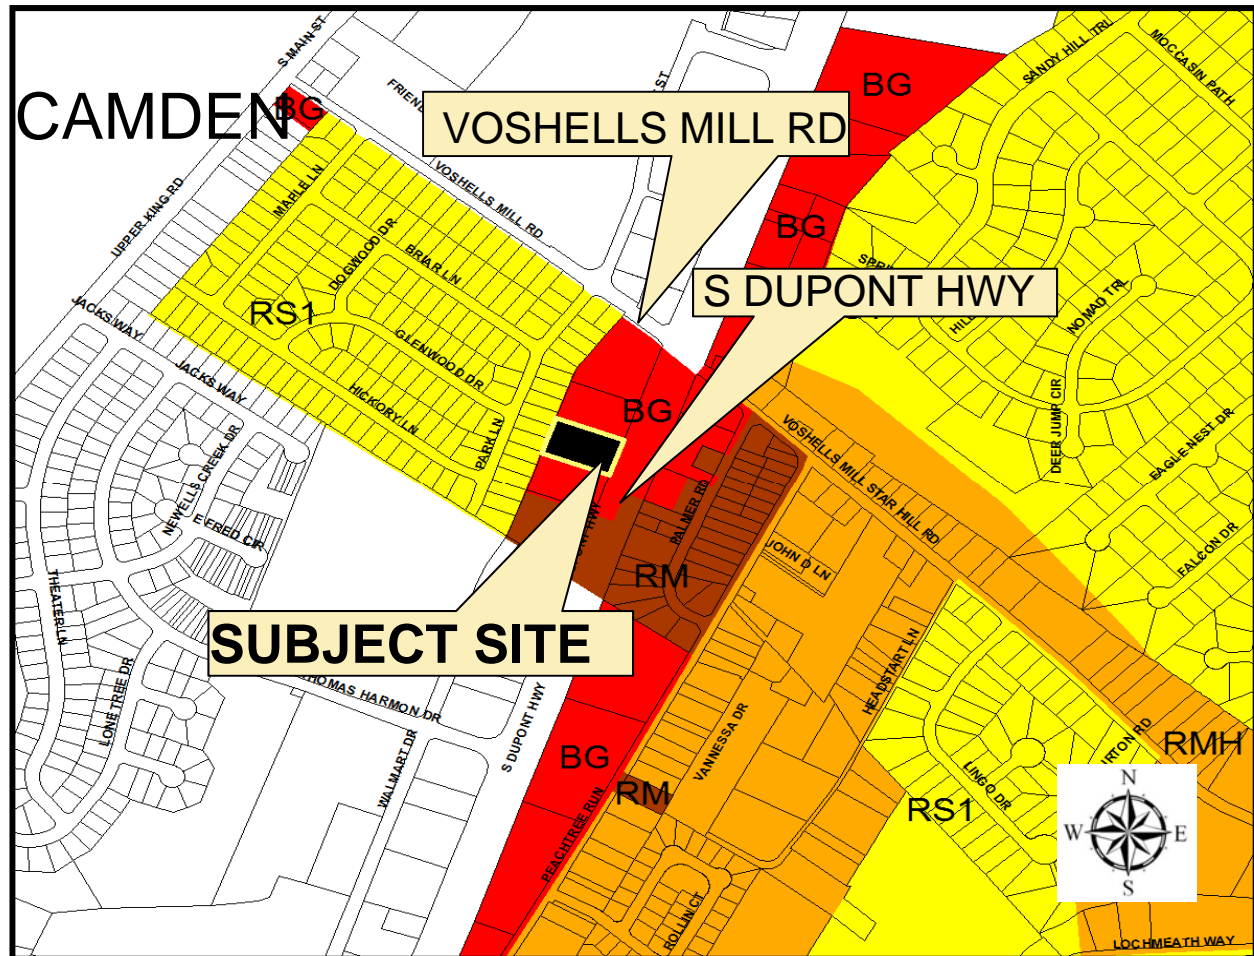 S MAIN ST
SANDY HILL TRL
MOCCASIN PATH
BG
BG
CAMDEN
VOSHELLS MILL RD
MAPLE LN
VOSHELLS MILL RD
UPPER KING RD
DOGWOOD DR
BRIAR LN
BG
S DUPONT HWY
NOMAD TRL
JACKS WAY
RS1
GLENWOOD DR
JACKS WAY
HICKORY LN
PARK LN
BG
DEER JUMP CIR
EAGLE NEST DR
VOSHELLS MILL STAR HILL RD
NEWELLS CREEK DR
E FRED CIR
PALMER RD
FALCON DR
JOHN D LN
RM
THEATER LN
SUBJECT SITE
LONE TREE DR
THOMAS HARMON DR
HEADSTART LN
S DUPONT HWY
VANNESSA DR
WALMART DR
BG
RMH
RM
PEACHTREE RUN
LINGO DR
RS1
N
W
E
S
ROLLIN CT
LOCHMEATH WAY